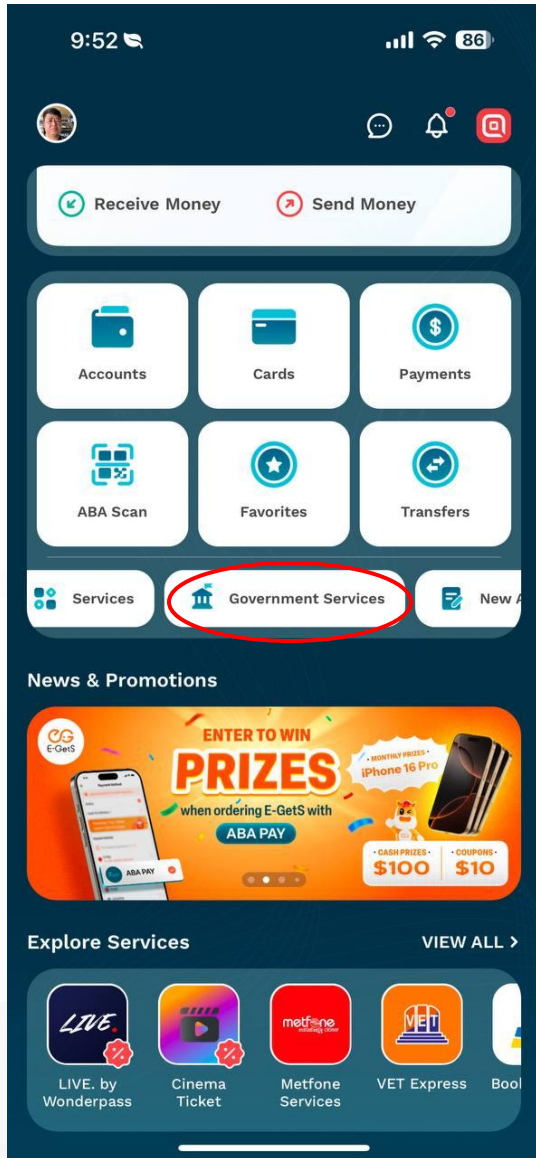 9:52
86
Receive Money
Send Money
Accounts
Cards
Payments
ABA Scan
Favorites
Transfers
Services
Government Services
New A
News & Promotions
E-GetS
ENTER TO WIN
PRIZES
when ordering E-GetS with
ABA PAY
• MONTHLY PRIZES •
iPhone 16 Pro
• CASH PRIZES •
$100
• COUPONS •
$10
ABA PAY
Explore Services
VIEW ALL >
LIVE.
metfone
VET
LIVE. by
Wonderpass
Cinema
Ticket
Metfone
Services
VET Express
Bool